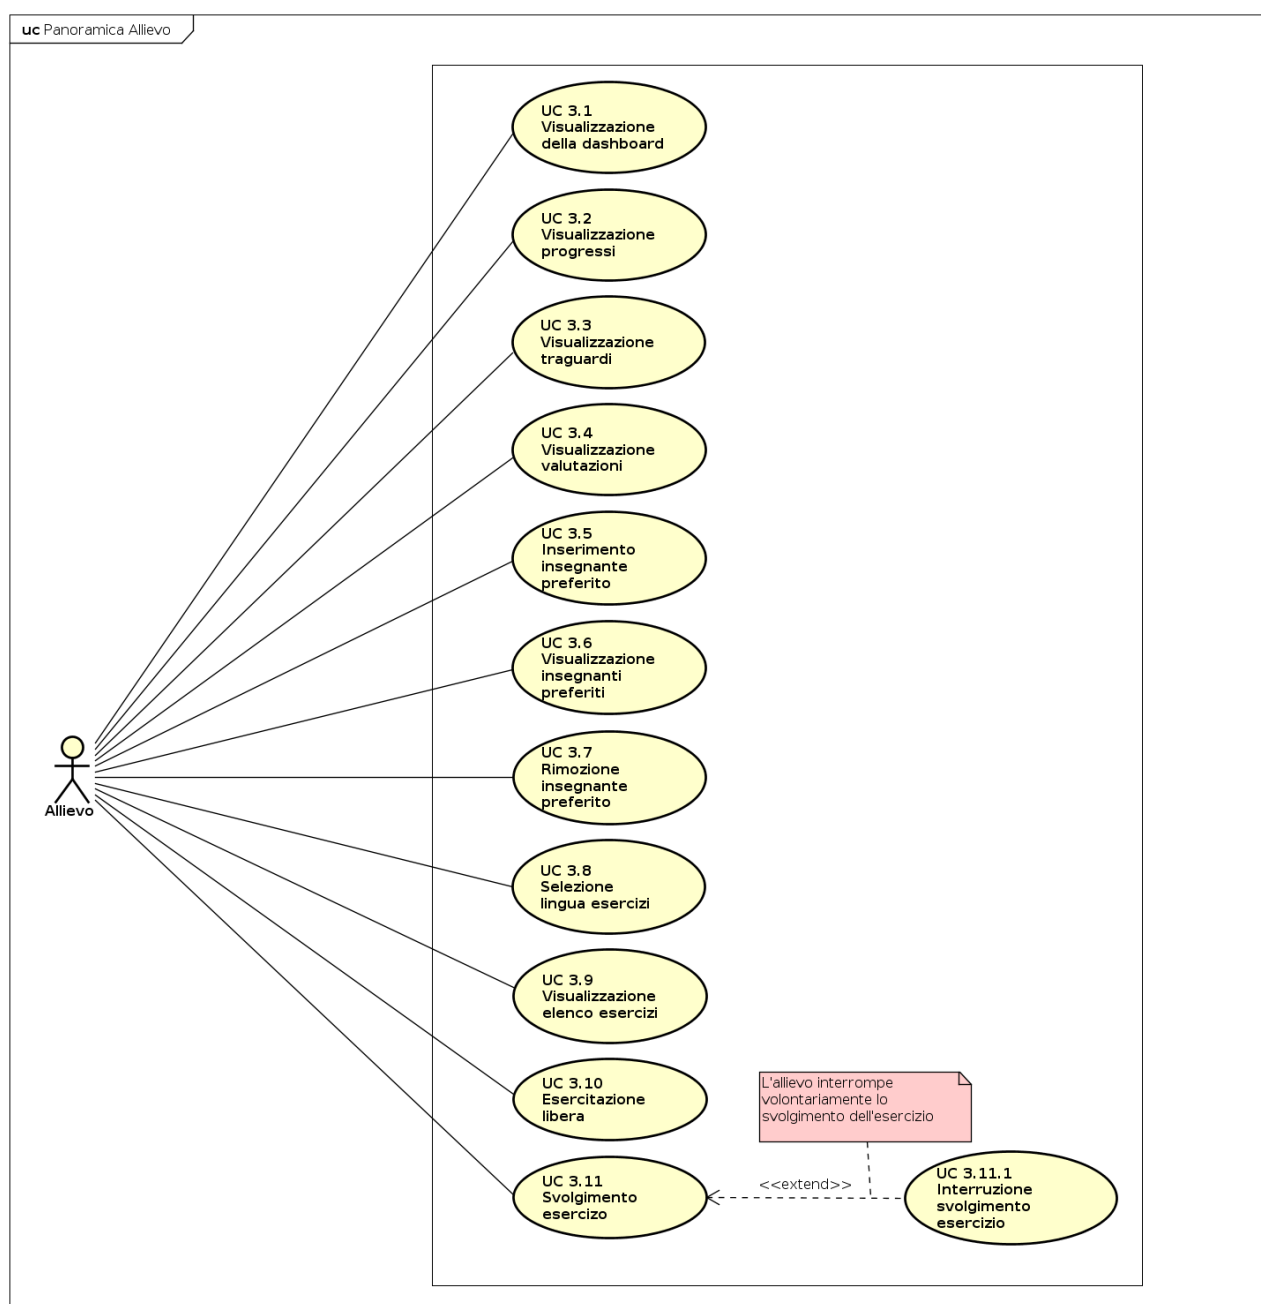 uc Panoramica Allievo
UC 3.1
Visualizzazione
della dashboard
UC 3.2
Visualizzazione
progressi
UC 3.3
Visualizzazione
traguardi
UC 3.4
Visualizzazione
valutazioni
UC 3.5
Inserimento
insegnante
preferito
UC 3.6
Visualizzazione
insegnanti
preferiti
Allievo
UC 3.7
Rimozione
insegnante
preferito
UC 3.8
Selezione
lingua esercizi
UC 3.9
Visualizzazione
elenco esercizi
UC 3.10
Esercitazione
libera
L'allievo interrompe
volontariamente lo
svolgimento dell'esercizio
UC 3.11
Svolgimento
esercizo
<<extend>>
UC 3.11.1
Interruzione
svolgimento
esercizio